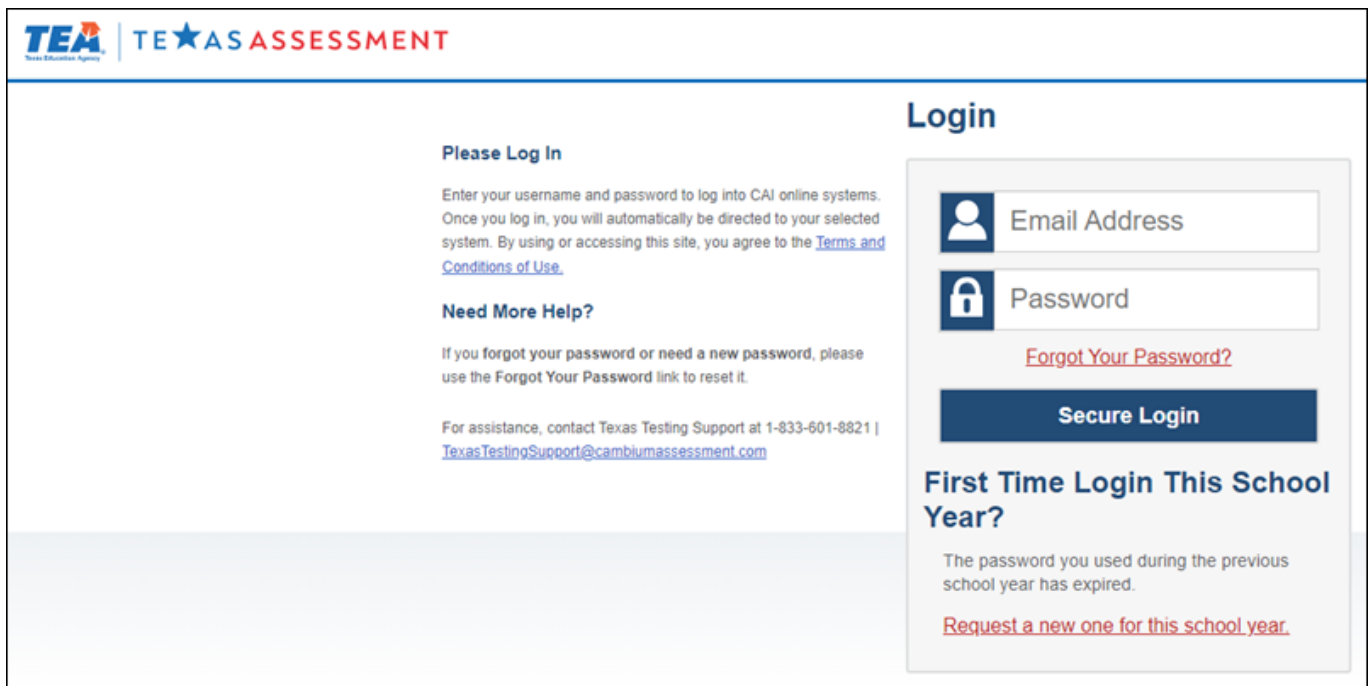 TEA
Texas Education Agency
TEXAS ASSESSMENT
Please Log In
Enter your username and password to log into CAI online systems.
Once you log in, you will automatically be directed to your selected
system. By using or accessing this site, you agree to the Terms and
Conditions of Use.
Need More Help?
If you forgot your password or need a new password, please
use the Forgot Your Password link to reset it.
For assistance, contact Texas Testing Support at 1-833-601-8821 |
TexasTestingSupport@cambiumassessment.com
Login
Email Address
Password
Forgot Your Password?
Secure Login
First Time Login This School
Year?
The password you used during the previous
school year has expired.
Request a new one for this school year.